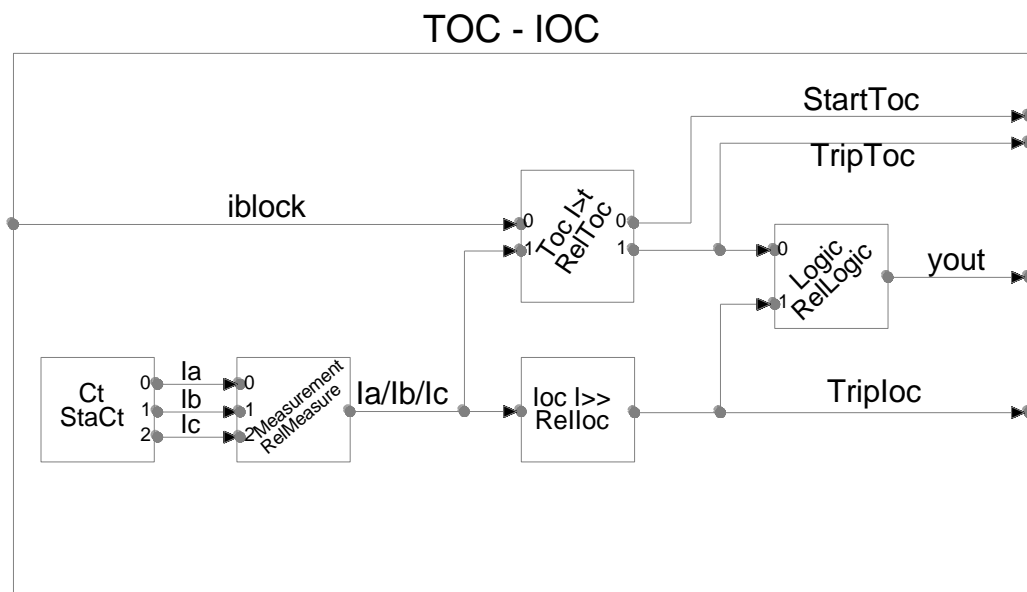 TOC - IOC
StartToc
TripToc
iblock
0
1
Toc I>t
RelToc
0
1
0
1
Logic
RelLogic
yout
Ct
StaCt
0
1
2
Ia
Ib
Ic
0
1
2
Measurement
RelMeasure
Ia/Ib/Ic
Ioc I>>
RelIoc
TripIoc